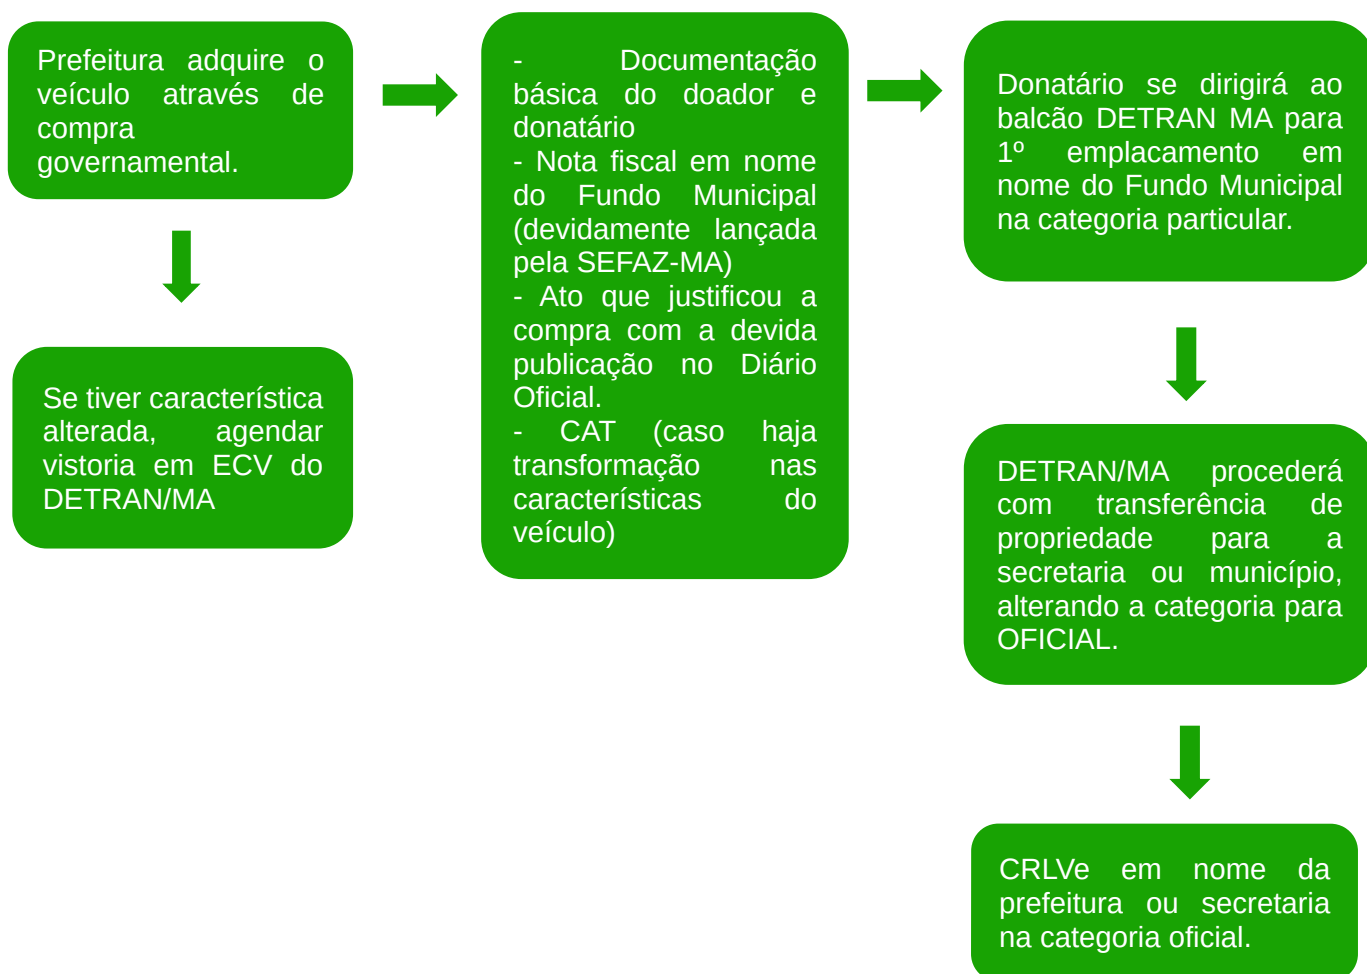 Prefeitura adquire o
veículo através de
compra
governamental.
Se tiver característica
alterada, agendar
vistoria em ECV do
DETRAN/MA
- Documentação
básica do doador e
donatário
- Nota fiscal em nome
do Fundo Municipal
(devidamente lançada
pela SEFAZ-MA)
- Ato que justificou a
compra com a devida
publicação no Diário
Oficial.
- CAT (caso haja
transformação nas
características do
veículo)
Donatário se dirigirá ao
balcão DETRAN MA para
1º emplacamento em
nome do Fundo Municipal
na categoria particular.
DETRAN/MA procederá
com transferência de
propriedade para a
secretaria ou município,
alterando a categoria para
OFICIAL.
CRLVe em nome da
prefeitura ou secretaria
na categoria oficial.